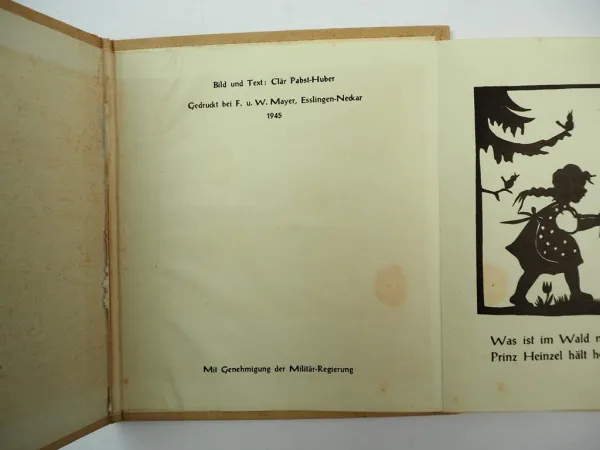 Bild und Text: Clär Pabst-Huber
Gedruckt bei F. u. W. Mayer, Esslingen-Neckar
1945
Mit Genehmigung der Militär-Regierung
Was ist im Wald
Prinz Heinzel hält